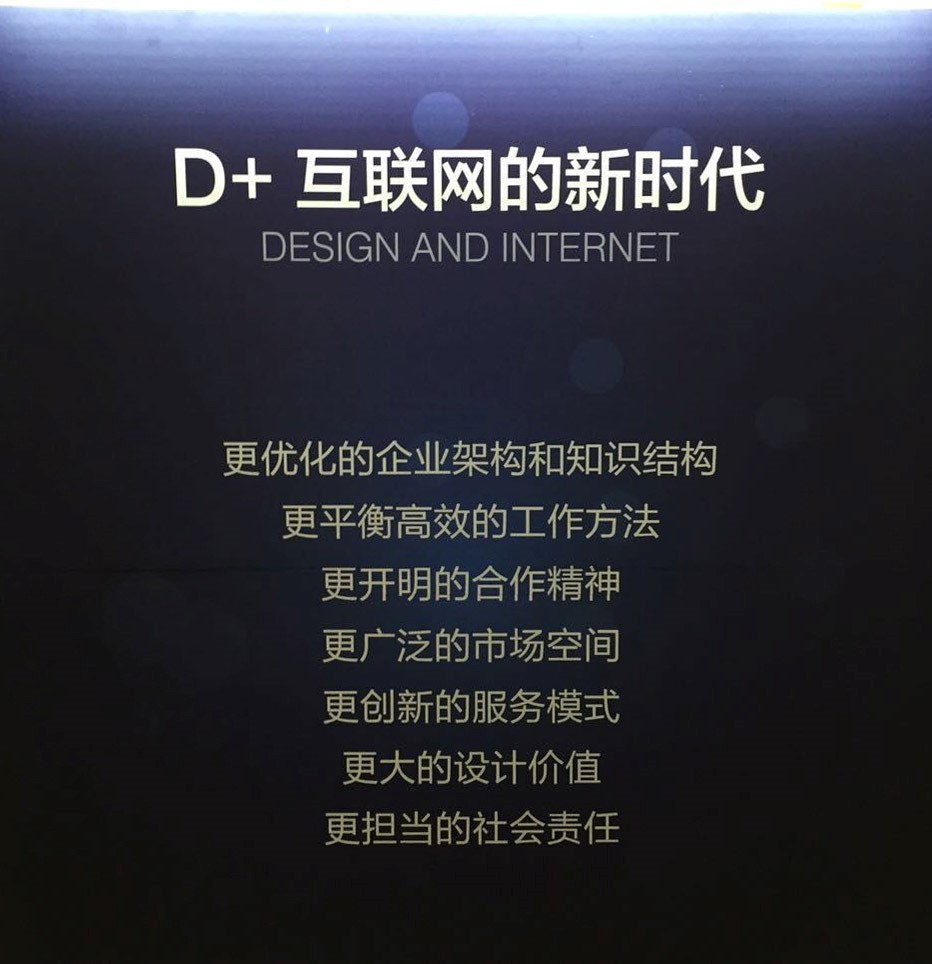 D+ 互联网的新时代
DESIGN AND INTERNET
更优化的企业架构和知识结构
更平衡高效的工作方法
更开明的合作精神
更广泛的市场空间
更创新的服务模式
更大的设计价值
更担当的社会责任